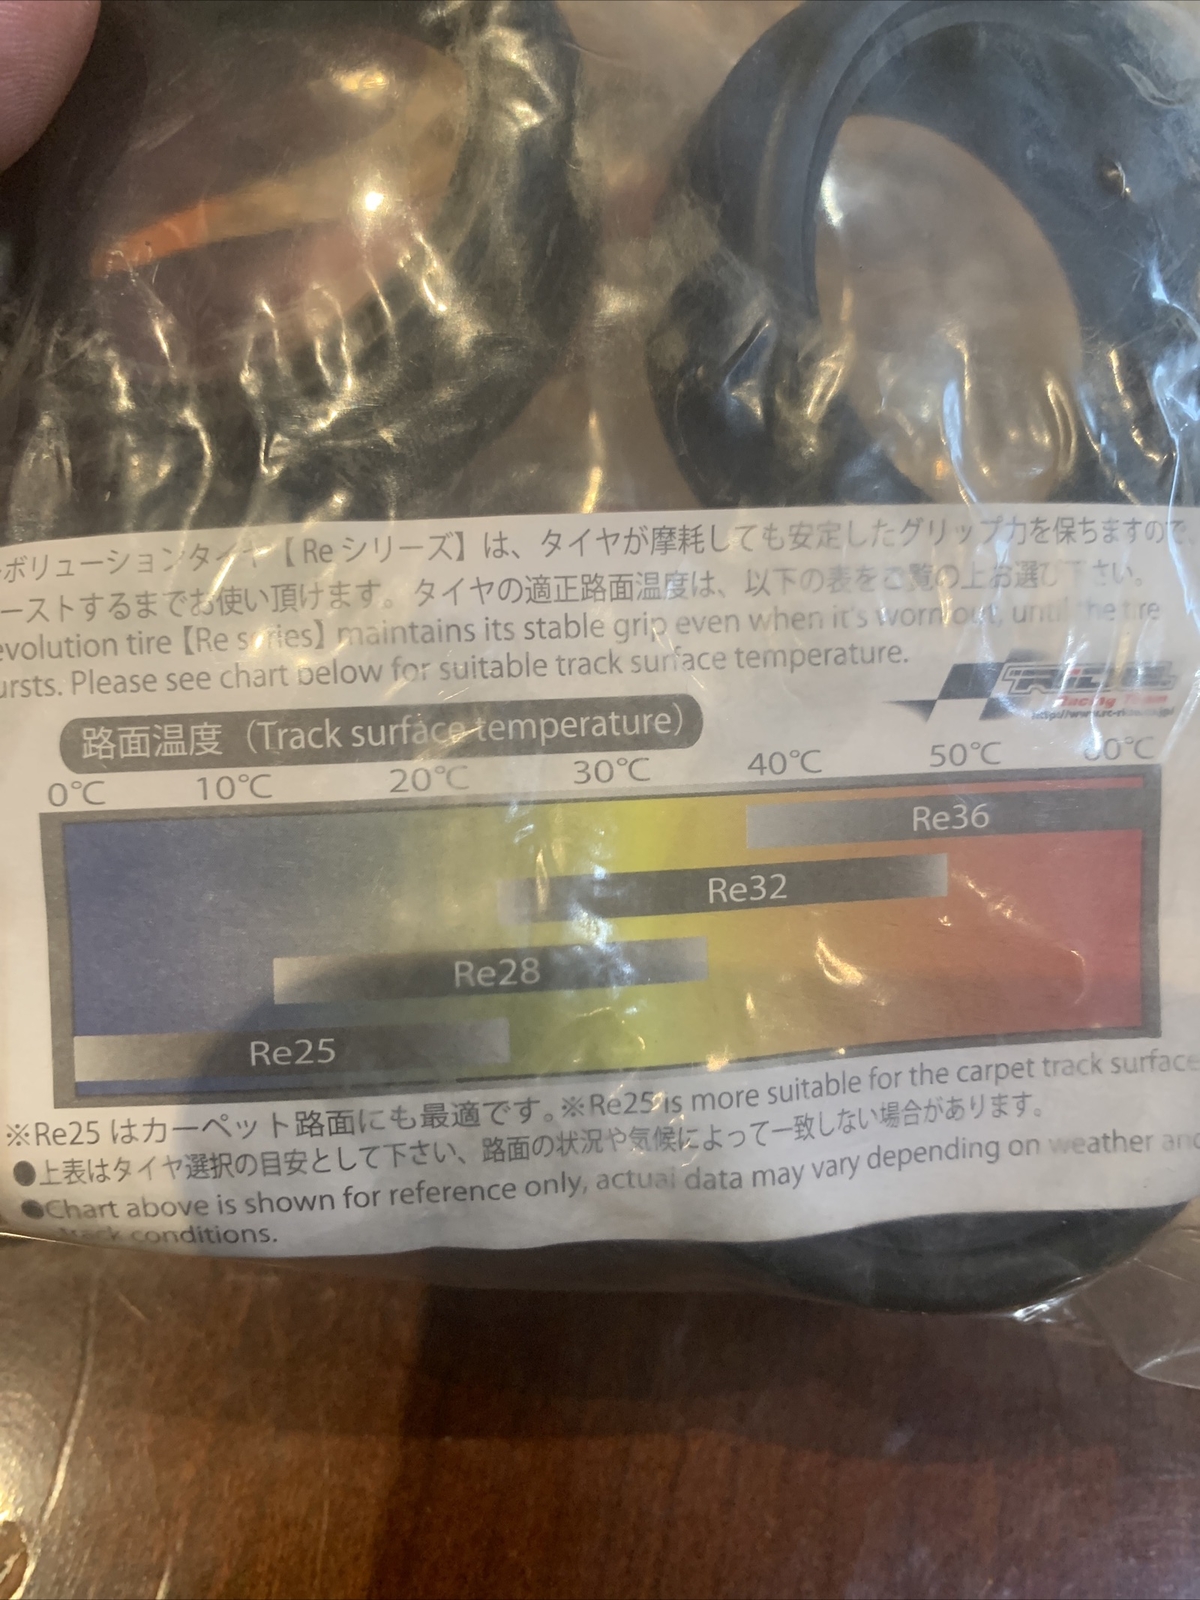 ボリューションタイヤ【Reシリーズ】は、タイヤが摩耗しても安定したグリップ力を保ちますので、
ーストするまでお使い頂けます。タイヤの適正路面温度は、以下の表をご覧の上お選び下さい。
evolution tire【Re series】maintains its stable grip even when it's worn out, until the tire
ursts. Please see chart below for suitable track surface temperature.
Racing Team
路面温度（Track surface temperature）
0℃ 10℃ 20℃ 30℃ 40℃ 50℃ 60℃
Re36
Re32
Re28
Re25
※Re25はカーペット路面にも最適です。※Re25 is more suitable for the carpet track surface
●上表はタイヤ選択の目安として下さい、路面の状況や気候によって一致しない場合があります。
●Chart above is shown for reference only, actual data may vary depending on weather and
track conditions.